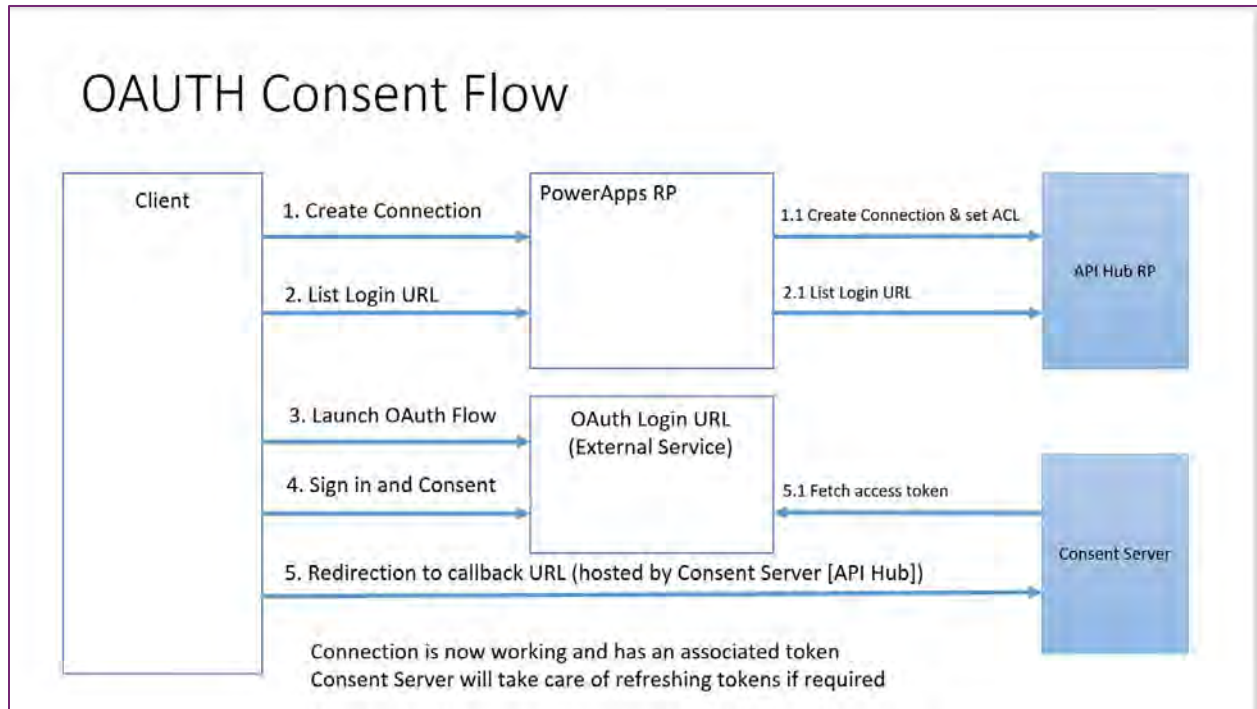 OAUTH Consent Flow
Client
PowerApps RP
1. Create Connection
1.1 Create Connection & set ACL
API Hub RP
2. List Login URL
2.1 List Login URL
3. Launch OAuth Flow
OAuth Login URL
(External Service)
4. Sign in and Consent
5.1 Fetch access token
Consent Server
5. Redirection to callback URL (hosted by Consent Server [API Hub])
Connection is now working and has an associated token
Consent Server will take care of refreshing tokens if required